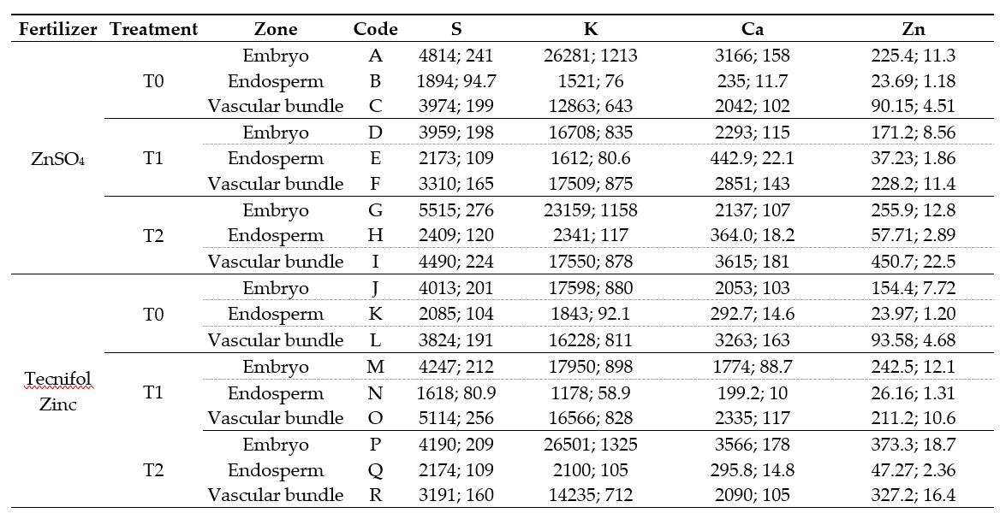 Fertilizer Treatment Zone Code S K Ca Zn
Embryo A 4814; 241 26281; 1213 3166; 158 225.4; 11.3
T0 Endosperm B 1894; 94.7 1521; 76 235; 11.7 23.69; 1.18
Vascular bundle C 3974; 199 12863; 643 2042; 102 90.15; 4.51
Embryo D 3959; 198 16708; 835 2293; 115 171.2; 8.56
ZnSO₄ T1 Endosperm E 2173; 109 1612; 80.6 442.9; 22.1 37.23; 1.86
Vascular bundle F 3310; 165 17509; 875 2851; 143 228.2; 11.4
Embryo G 5515; 276 23159; 1158 2137; 107 255.9; 12.8
T2 Endosperm H 2409; 120 2341; 117 364.0; 18.2 57.71; 2.89
Vascular bundle I 4490; 224 17550; 878 3615; 181 450.7; 22.5
Embryo J 4013; 201 17598; 880 2053; 103 154.4; 7.72
T0 Endosperm K 2085; 104 1843; 92.1 292.7; 14.6 23.97; 1.20
Vascular bundle L 3824; 191 16228; 811 3263; 163 93.58; 4.68
Embryo M 4247; 212 17950; 898 1774; 88.7 242.5; 12.1
Tecnifol Zinc T1 Endosperm N 1618; 80.9 1178; 58.9 199.2; 10 26.16; 1.31
Vascular bundle O 5114; 256 16566; 828 2335; 117 211.2; 10.6
Embryo P 4190; 209 26501; 1325 3566; 178 373.3; 18.7
T2 Endosperm Q 2174; 109 2100; 105 295.8; 14.8 47.27; 2.36
Vascular bundle R 3191; 160 14235; 712 2090; 105 327.2; 16.4